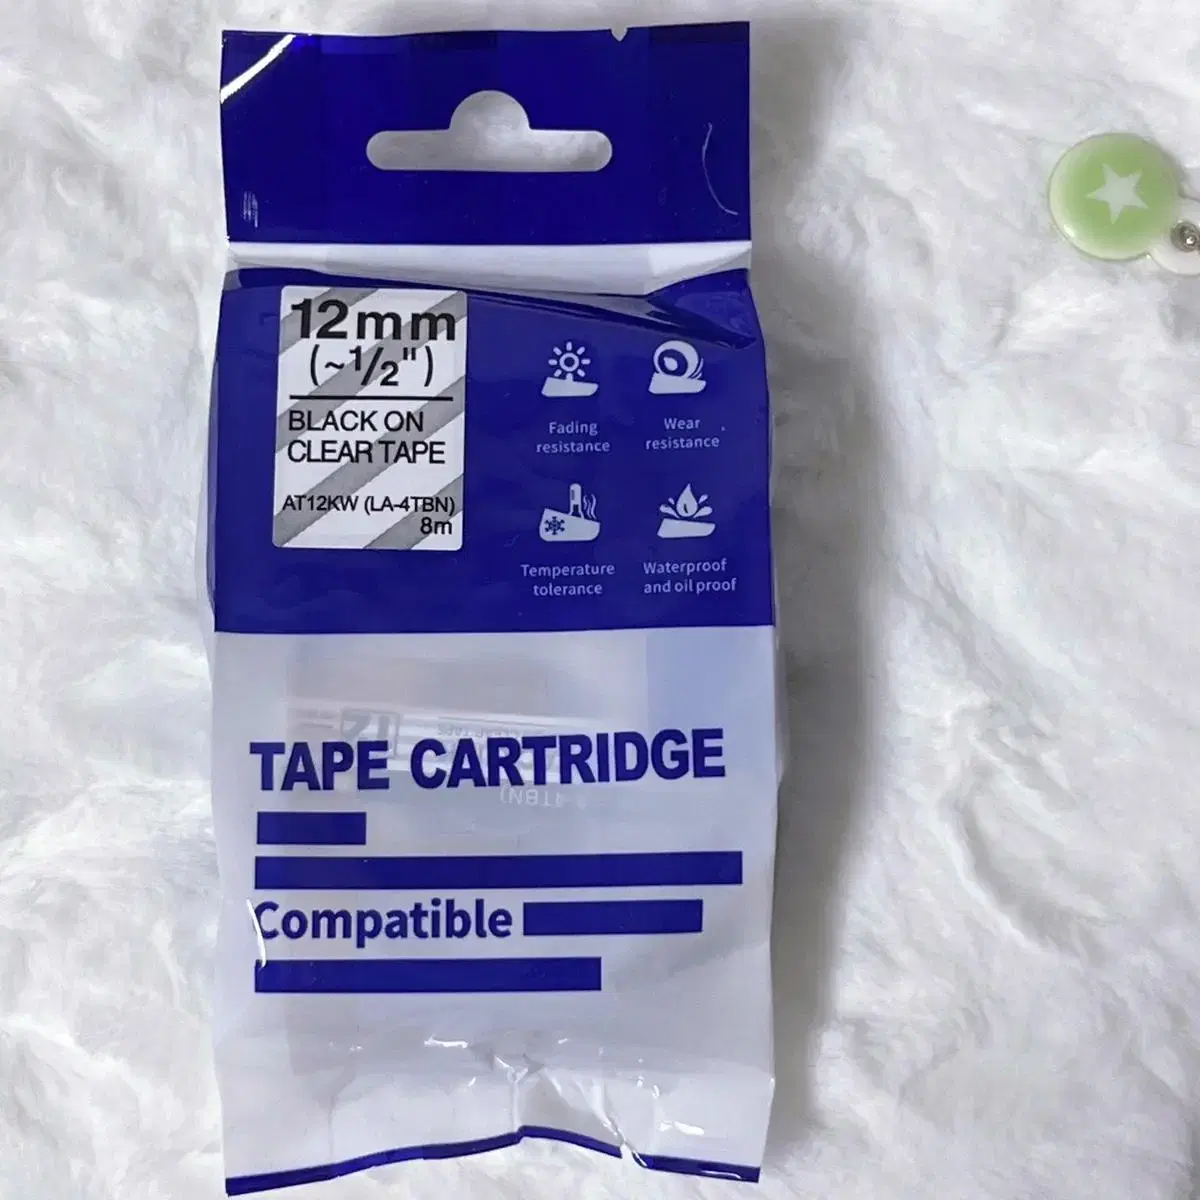 12mm
(~1/2")
BLACK ON
CLEAR TAPE
AT12KW (LA-4TBN)
8m
Fading
resistance
Wear
resistance
Temperature
tolerance
Waterproof
and oil proof
TAPE CARTRIDGE
Compatible